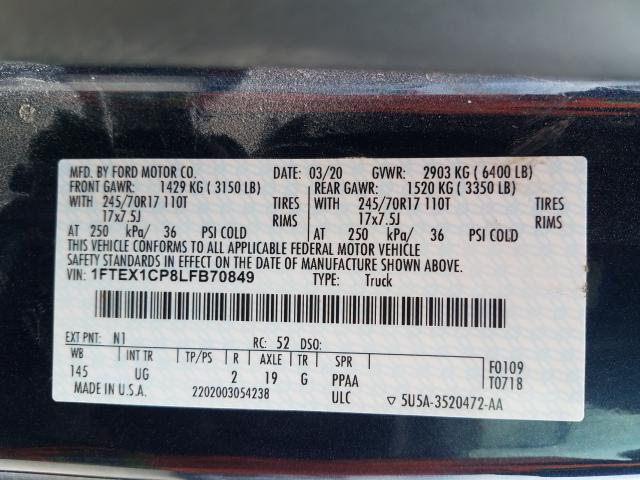 MFD. BY FORD MOTOR CO. DATE: 03/20 GVWR: 2903 KG ( 6400 LB)
FRONT GAWR: 1429 KG ( 3150 LB) REAR GAWR: 1520 KG ( 3350 LB)
WITH 245/70R17 110T TIRES WITH 245/70R17 110T TIRES
17x7.5J RIMS 17x7.5J RIMS
AT 250 kPa/ 36 PSI COLD AT 250 kPa/ 36 PSI COLD
THIS VEHICLE CONFORMS TO ALL APPLICABLE FEDERAL MOTOR VEHICLE
SAFETY STANDARDS IN EFFECT ON THE DATE OF MANUFACTURE SHOWN ABOVE.
VIN: 1FTEX1CP8LFB70849 TYPE: Truck
EXT PNT: N1 RC: 52 DSO:
WB INT TR TP/PS R AXLE TR SPR F0109
145 UG 2 19 G PPAA T0718
MADE IN U.S.A. 2202003054238 ULC ▽ 5U5A-3520472-AA